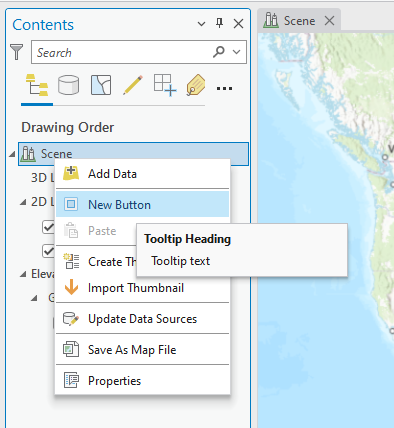 Contents
Scene
Search
Drawing Order
Scene
3D L
2D L
Eleva
G
Add Data
New Button
Paste
Create Th
Import Thumbnail
Update Data Sources
Save As Map File
Properties
Tooltip Heading
Tooltip text
V